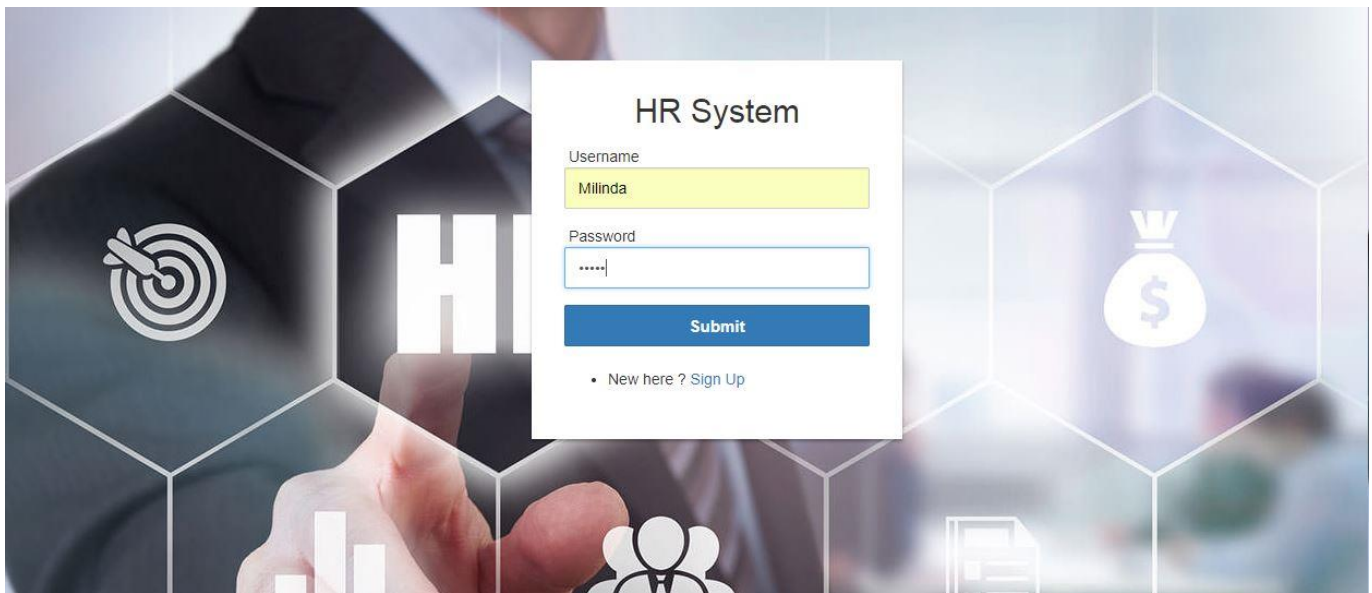 HR System
Username
Milinda
Password
•••••
Submit
• New here ? Sign Up
$